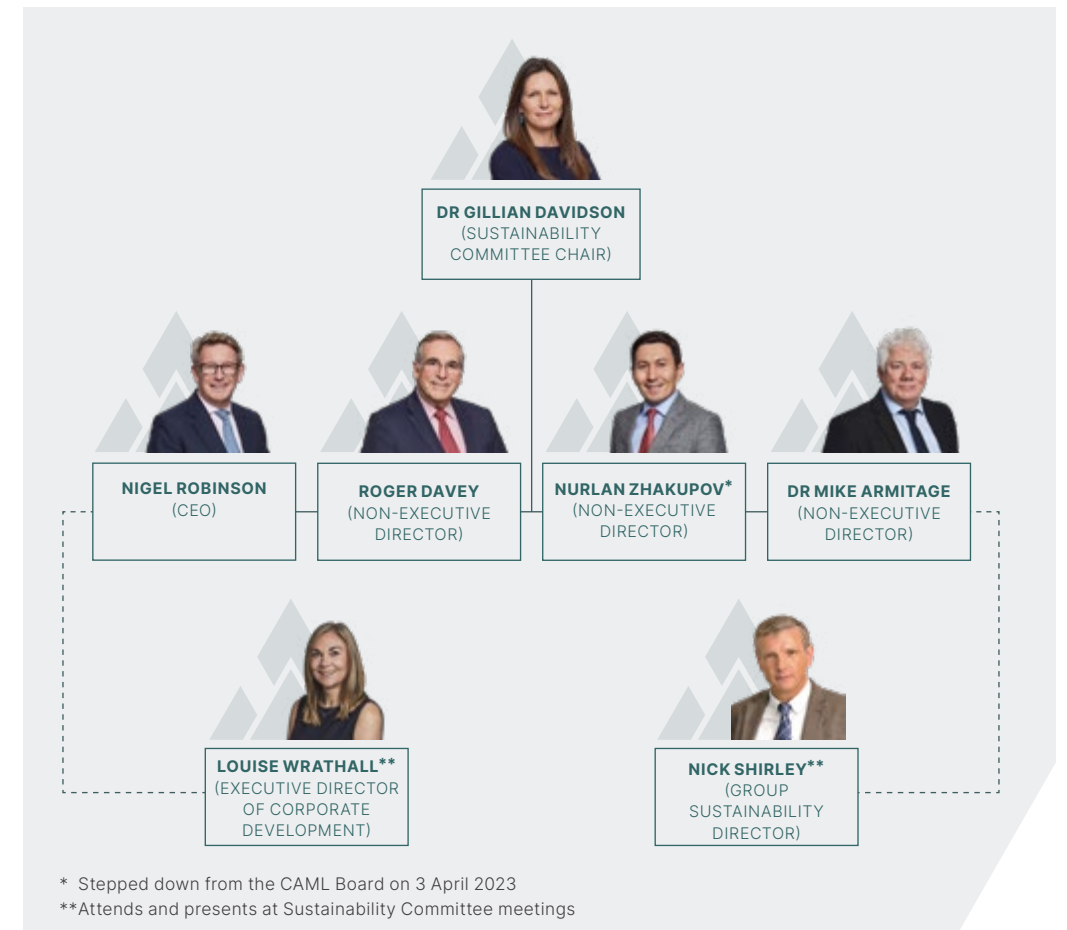 DR GILLIAN DAVIDSON
(SUSTAINABILITY
COMMITTEE CHAIR)
NIGEL ROBINSON
(CEO)
ROGER DAVEY
(NON-EXECUTIVE
DIRECTOR)
NURLAN ZHAKUPOV*
(NON-EXECUTIVE
DIRECTOR)
DR MIKE ARMITAGE
(NON-EXECUTIVE
DIRECTOR)
LOUISE WRATHALL**
(EXECUTIVE DIRECTOR
OF CORPORATE
DEVELOPMENT)
NICK SHIRLEY**
(GROUP
SUSTAINABILITY
DIRECTOR)
* Stepped down from the CAML Board on 3 April 2023
**Attends and presents at Sustainability Committee meetings